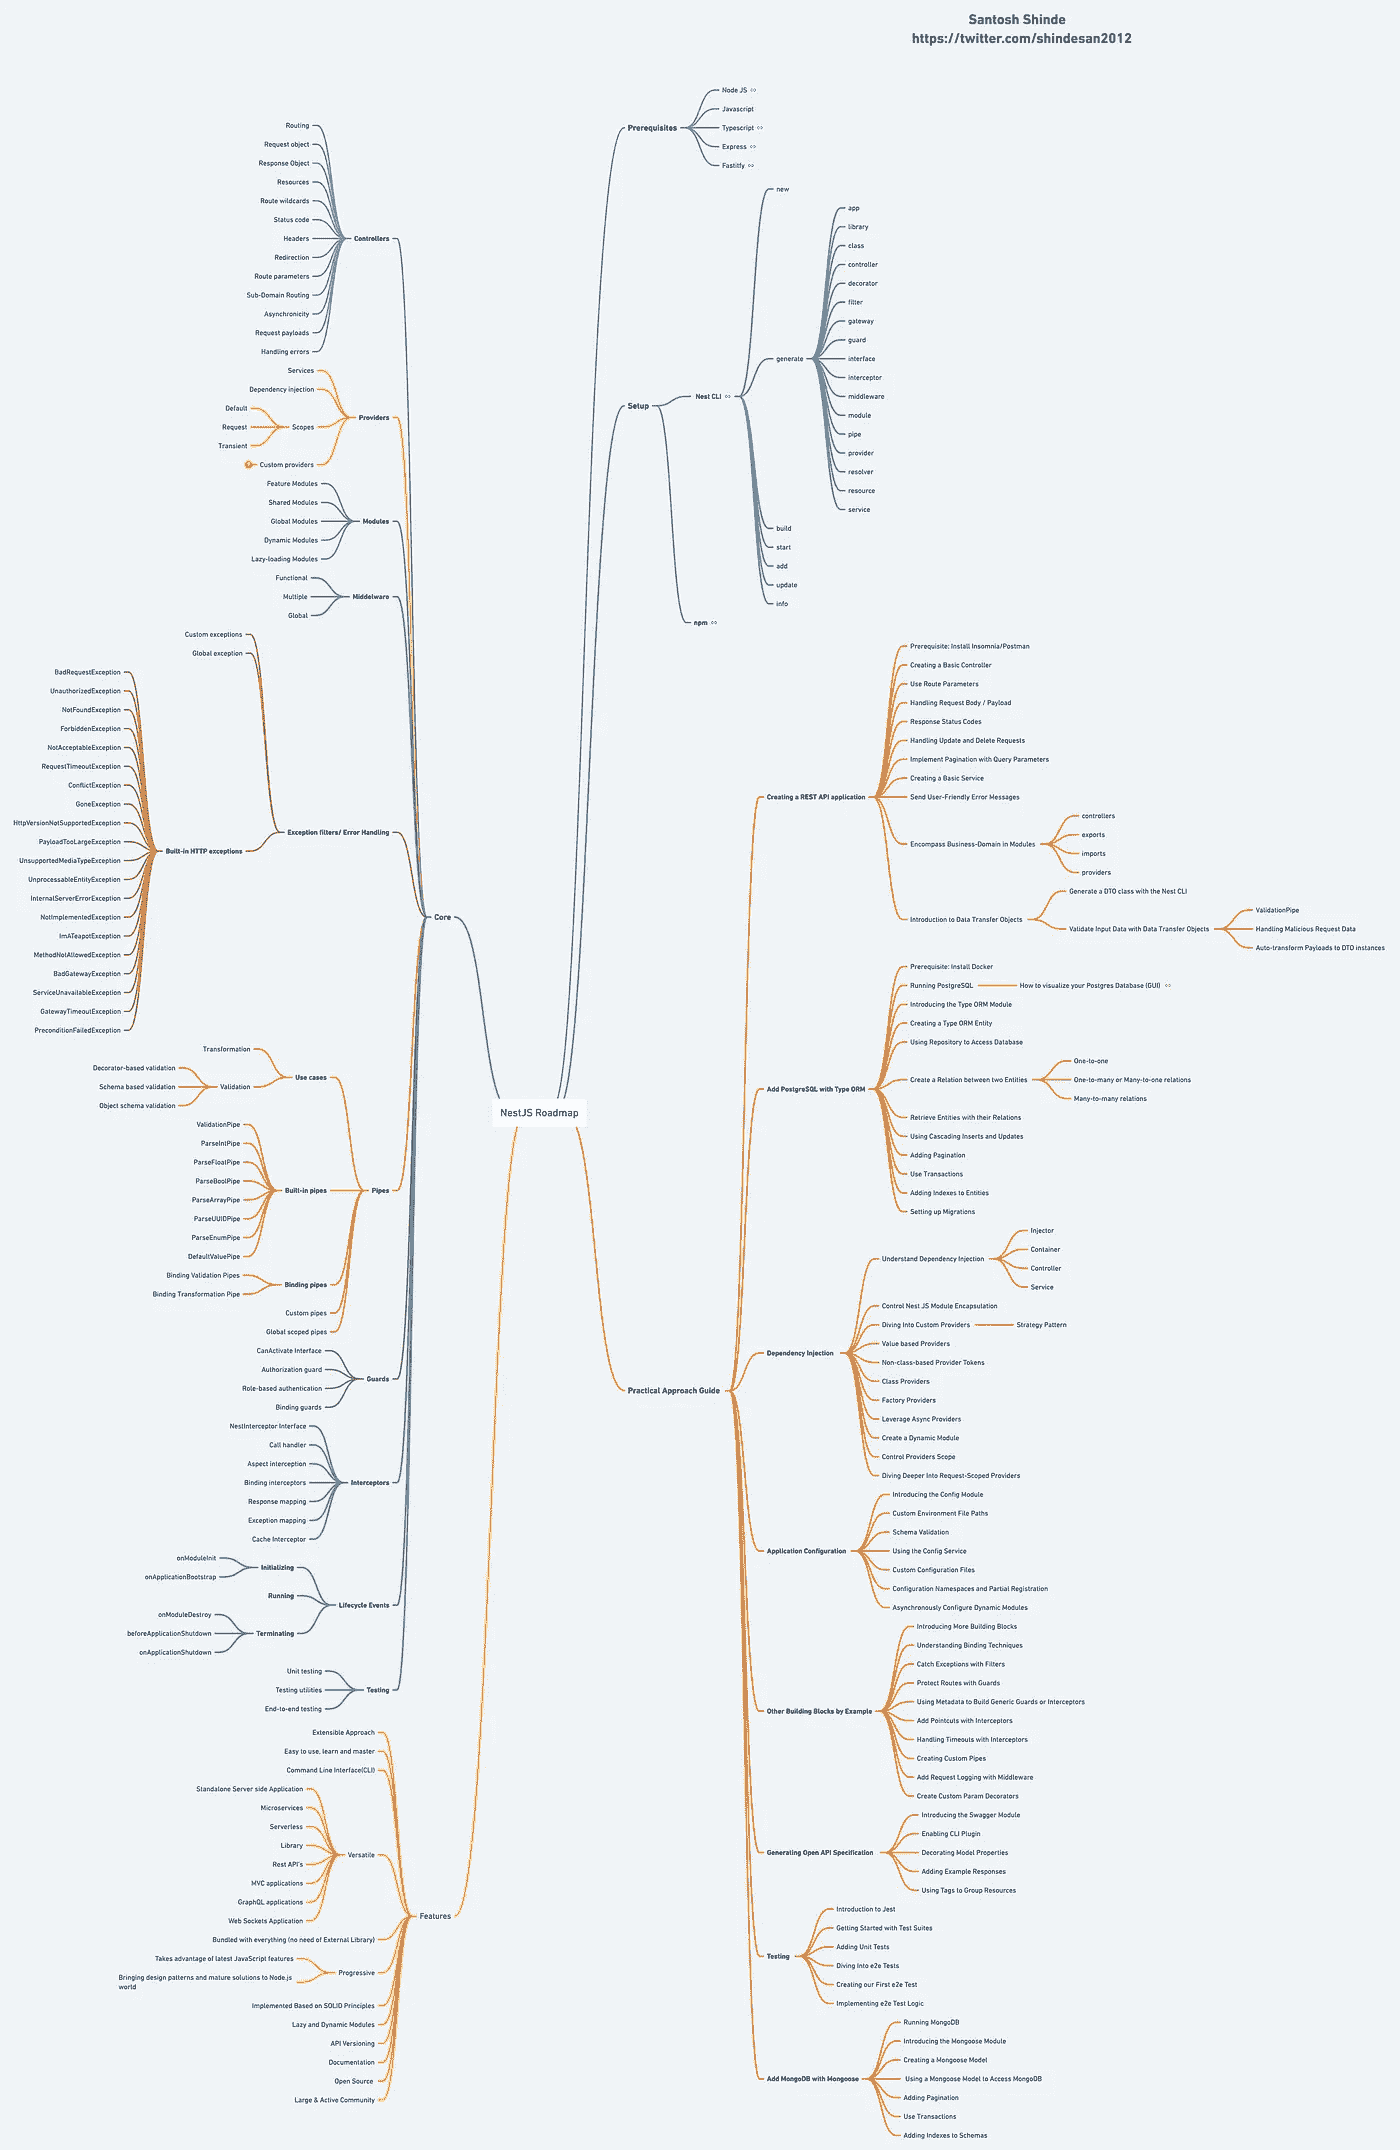 Santosh Shinde
https://twitter.com/shindesan2012
NestJS Roadmap
Prerequisites
Node JS
Javascript
Typescript
Express
Fastitfy
Setup
Nest CLI
new
generate
app
library
class
controller
decorator
filter
gateway
guard
interface
interceptor
middleware
module
pipe
provider
resolver
resource
service
build
start
add
update
info
npm
Practical Approach Guide
Creating a REST API application
Prerequisite: Install Insomnia/Postman
Creating a Basic Controller
Use Route Parameters
Handling Request Body / Payload
Response Status Codes
Handling Update and Delete Requests
Implement Pagination with Query Parameters
Creating a Basic Service
Send User-Friendly Error Messages
Encompass Business-Domain in Modules
controllers
exports
imports
providers
Introduction to Data Transfer Objects
Generate a DTO class with the Nest CLI
Validate Input Data with Data Transfer Objects
ValidationPipe
Handling Malicious Request Data
Auto-transform Payloads to DTO instances
Add PostgreSQL with Type ORM
Prerequisite: Install Docker
Running PostgreSQL
How to visualize your Postgres Database (GUI)
Introducing the Type ORM Module
Creating a Type ORM Entity
Using Repository to Access Database
Create a Relation between two Entities
One-to-one
One-to-many or Many-to-one relations
Many-to-many relations
Retrieve Entities with their Relations
Using Cascading Inserts and Updates
Adding Pagination
Use Transactions
Adding Indexes to Entities
Setting up Migrations
Dependency Injection
Understand Dependency Injection
Injector
Container
Controller
Service
Control Nest JS Module Encapsulation
Diving Into Custom Providers
Strategy Pattern
Value based Providers
Non-class-based Provider Tokens
Class Providers
Factory Providers
Leverage Async Providers
Create a Dynamic Module
Control Providers Scope
Diving Deeper Into Request-Scoped Providers
Application Configuration
Introducing the Config Module
Custom Environment File Paths
Schema Validation
Using the Config Service
Custom Configuration Files
Configuration Namespaces and Partial Registration
Asynchronously Configure Dynamic Modules
Other Building Blocks by Example
Introducing More Building Blocks
Understanding Binding Techniques
Catch Exceptions with Filters
Protect Routes with Guards
Using Metadata to Build Generic Guards or Interceptors
Add Pointcuts with Interceptors
Handling Timeouts with Interceptors
Creating Custom Pipes
Add Request Logging with Middleware
Create Custom Param Decorators
Generating Open API Specification
Introducing the Swagger Module
Enabling CLI Plugin
Decorating Model Properties
Adding Example Responses
Using Tags to Group Resources
Testing
Introduction to Jest
Getting Started with Test Suites
Adding Unit Tests
Diving Into e2e Tests
Creating our First e2e Test
Implementing e2e Test Logic
Add MongoDB with Mongoose
Running MongoDB
Introducing the Mongoose Module
Creating a Mongoose Model
Using a Mongoose Model to Access MongoDB
Adding Pagination
Use Transactions
Adding Indexes to Schemas
Core
Controllers
Routing
Request object
Response Object
Resources
Route wildcards
Status code
Headers
Redirection
Route parameters
Sub-Domain Routing
Asynchronicity
Request payloads
Handling errors
Providers
Services
Dependency injection
Scopes
Default
Request
Transient
Custom providers
Modules
Feature Modules
Shared Modules
Global Modules
Dynamic Modules
Lazy-loading Modules
Middelware
Functional
Multiple
Global
Exception filters/ Error Handling
Custom exceptions
Global exception
Built-in HTTP exceptions
BadRequestException
UnauthorizedException
NotFoundException
ForbiddenException
NotAcceptableException
RequestTimeoutException
ConflictException
GoneException
HttpVersionNotSupportedException
PayloadTooLargeException
UnsupportedMediaTypeException
UnprocessableEntityException
InternalServerErrorException
NotImplementedException
ImATeapotException
MethodNotAllowedException
BadGatewayException
ServiceUnavailableException
GatewayTimeoutException
PreconditionFailedException
Pipes
Use cases
Transformation
Validation
Decorator-based validation
Schema based validation
Object schema validation
Built-in pipes
ValidationPipe
ParseIntPipe
ParseFloatPipe
ParseBoolPipe
ParseArrayPipe
ParseUUIDPipe
ParseEnumPipe
DefaultValuePipe
Binding pipes
Binding Validation Pipes
Binding Transformation Pipe
Custom pipes
Global scoped pipes
Guards
CanActivate Interface
Authorization guard
Role-based authentication
Binding guards
Interceptors
NestInterceptor Interface
Call handler
Aspect interception
Binding interceptors
Response mapping
Exception mapping
Cache Interceptor
Lifecycle Events
Initializing
onModuleInit
onApplicationBootstrap
Running
Terminating
onModuleDestroy
beforeApplicationShutdown
onApplicationShutdown
Testing
Unit testing
Testing utilities
End-to-end testing
Features
Extensible Approach
Easy to use, learn and master
Command Line Interface(CLI)
Versatile
Standalone Server side Application
Microservices
Serverless
Library
Rest API's
MVC applications
GraphQL applications
Web Sockets Application
Bundled with everything (no need of External Library)
Progressive
Takes advantage of latest JavaScript features
Bringing design patterns and mature solutions to Node.js
world
Implemented Based on SOLID Principles
Lazy and Dynamic Modules
API Versioning
Documentation
Open Source
Large & Active Community